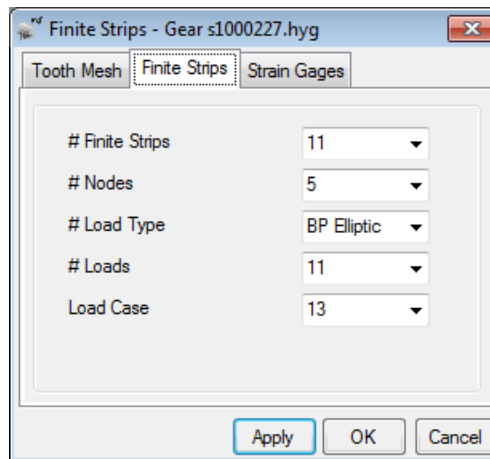 Finite Strips - Gear s1000227.hyg
Tooth Mesh Finite Strips Strain Gages
# Finite Strips 11
# Nodes 5
# Load Type BP Elliptic
# Loads 11
Load Case 13
Apply OK Cancel